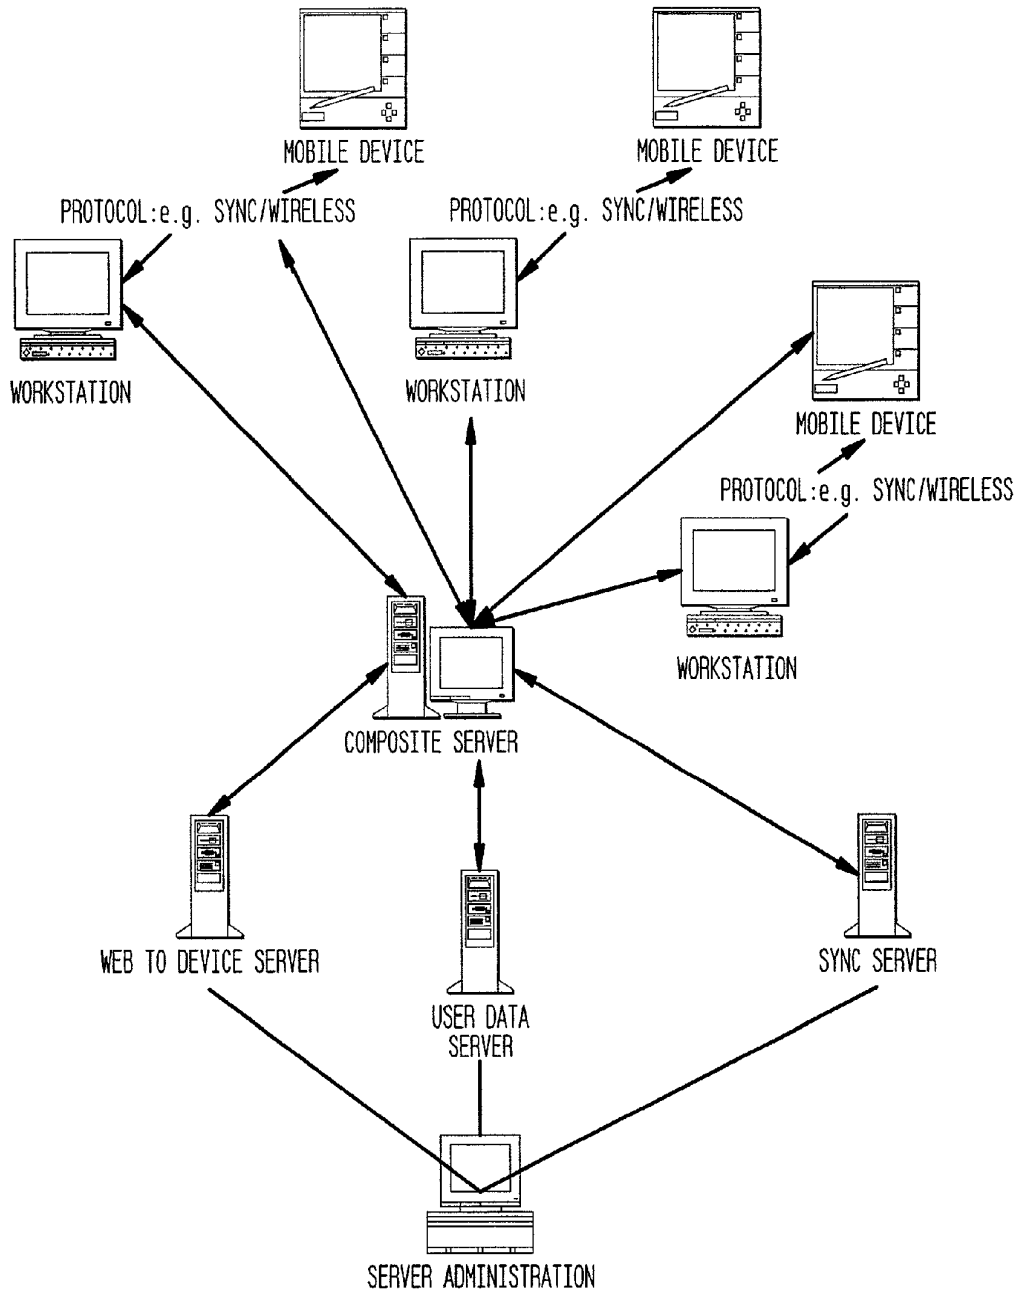 MOBILE DEVICE
MOBILE DEVICE
PROTOCOL:e.g. SYNC/WIRELESS
PROTOCOL:e.g. SYNC/WIRELESS
WORKSTATION
WORKSTATION
MOBILE DEVICE
PROTOCOL:e.g. SYNC/WIRELESS
WORKSTATION
COMPOSITE SERVER
WEB TO DEVICE SERVER
SYNC SERVER
USER DATA
SERVER
SERVER ADMINISTRATION